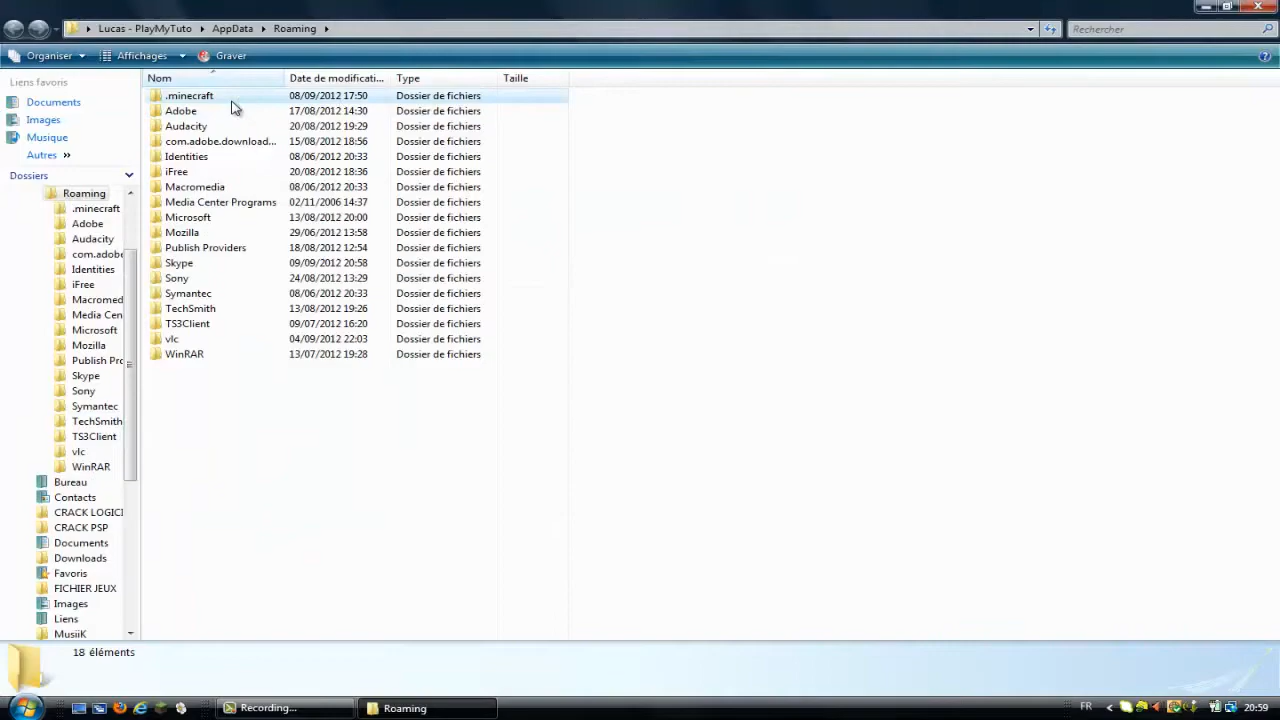 Lucas - PlayMyTuto ▸ AppData ▸ Roaming ▸
Rechercher
Organiser Affichages Graver
Liens favoris
Documents
Images
Musique
Autres »
Dossiers
Roaming
.minecraft
Adobe
Audacity
com.adobe
Identities
iFree
Macromed
Media Cen
Microsoft
Mozilla
Publish Pro
Skype
Sony
Symantec
TechSmith
TS3Client
vlc
WinRAR
Bureau
Contacts
CRACK LOGICI
CRACK PSP
Documents
Downloads
Favoris
FICHIER JEUX
Images
Liens
MusiiK
Nom Date de modificati... Type Taille
.minecraft 08/09/2012 17:50 Dossier de fichiers
Adobe 17/08/2012 14:30 Dossier de fichiers
Audacity 20/08/2012 19:29 Dossier de fichiers
com.adobe.download... 15/08/2012 18:56 Dossier de fichiers
Identities 08/06/2012 20:33 Dossier de fichiers
iFree 20/08/2012 18:36 Dossier de fichiers
Macromedia 08/06/2012 20:33 Dossier de fichiers
Media Center Programs 02/11/2006 14:37 Dossier de fichiers
Microsoft 13/08/2012 20:00 Dossier de fichiers
Mozilla 29/06/2012 13:58 Dossier de fichiers
Publish Providers 18/08/2012 12:54 Dossier de fichiers
Skype 09/09/2012 20:58 Dossier de fichiers
Sony 24/08/2012 13:29 Dossier de fichiers
Symantec 08/06/2012 20:33 Dossier de fichiers
TechSmith 13/08/2012 19:26 Dossier de fichiers
TS3Client 09/07/2012 16:20 Dossier de fichiers
vlc 04/09/2012 22:03 Dossier de fichiers
WinRAR 13/07/2012 19:28 Dossier de fichiers
18 éléments
Recording... Roaming FR 20:59